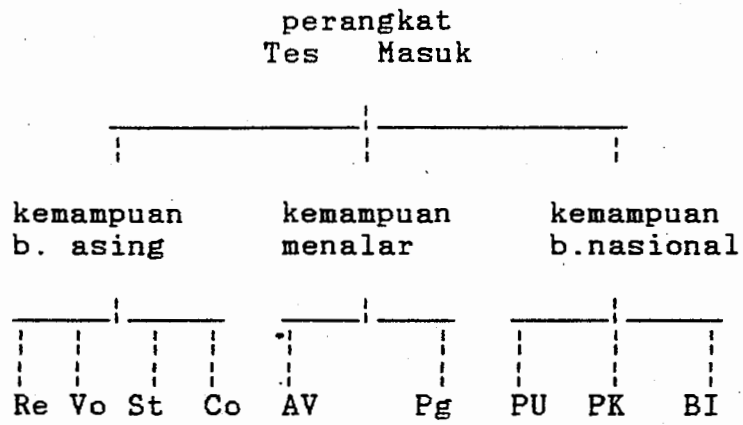 perangkat
Tes Masuk
kemampuan kemampuan kemampuan
b. asing menalar b.nasional
Re Vo St Co AV Pg PU PK BI